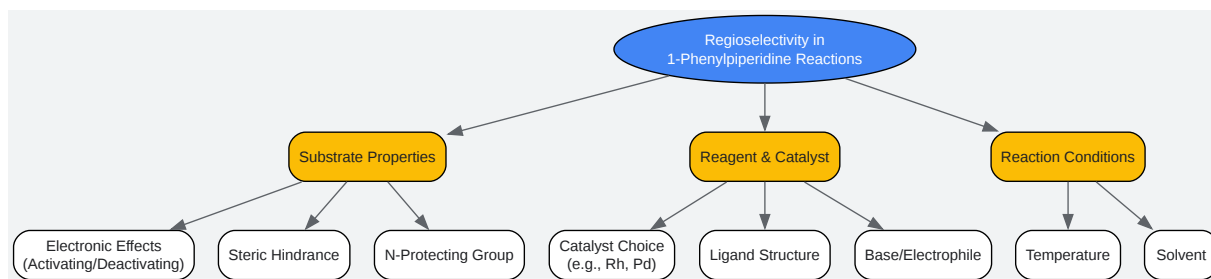 Regioselectivity in
1-Phenylpiperidine Reactions
Substrate Properties
Reagent & Catalyst
Reaction Conditions
Electronic Effects
(Activating/Deactivating)
Steric Hindrance
N-Protecting Group
Catalyst Choice
(e.g., Rh, Pd)
Ligand Structure
Base/Electrophile
Temperature
Solvent